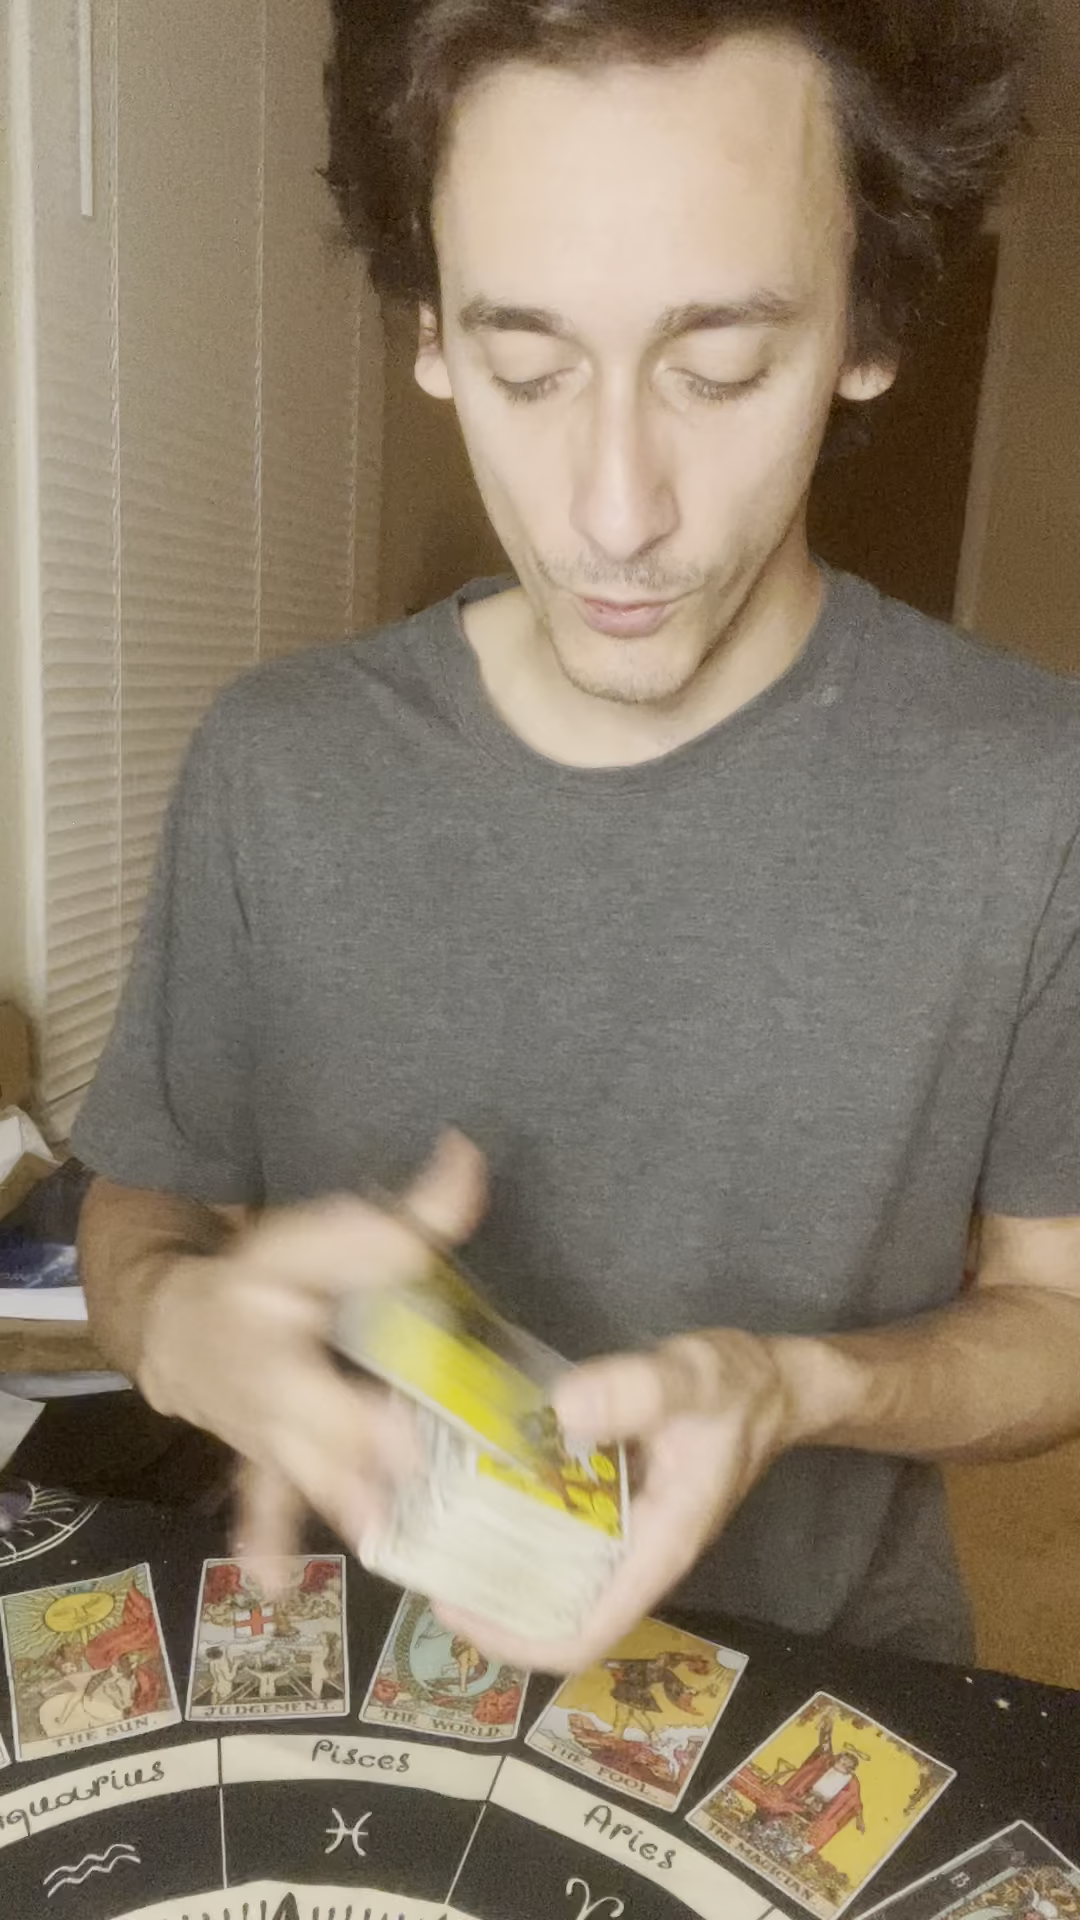 THE SUN.
JUDGEMENT.
THE WORLD.
THE FOOL.
THE MAGICIAN.
Aquarius
Pisces
Aries